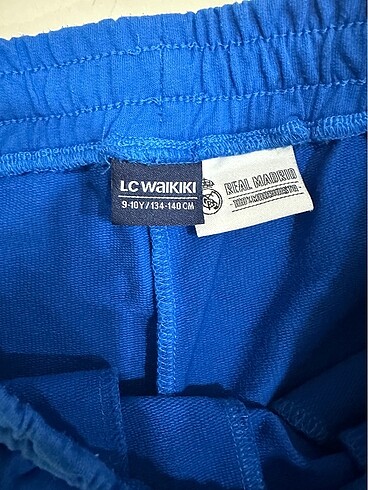 LC WAIKIKI
9-10Y/134-140 CM
REAL MADRID